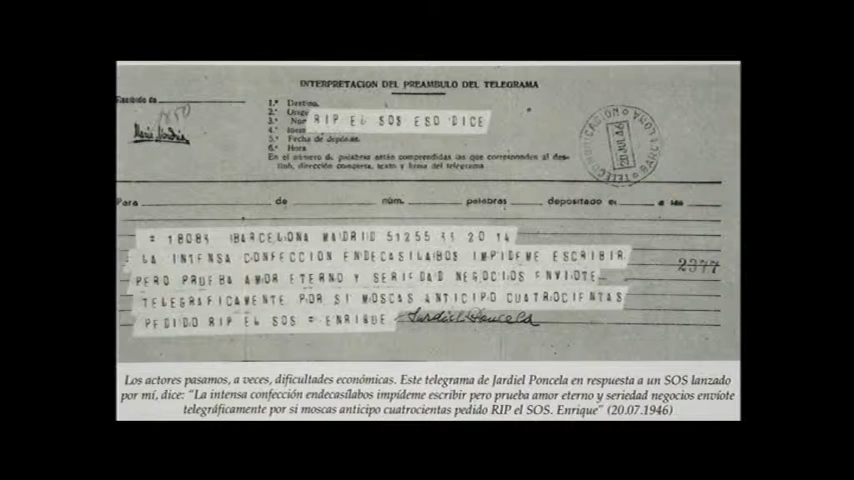 INTERPRETACION DEL PREAMBULO DEL TELEGRAMA
Recibido de
1.º Destino.
2.º
3.º
4.º
5.º Fecha de depósito.
6.º Hora
RIP EL SOS ESO DICE
En el número de palabras están comprendidas las que corresponden al des-
tino, dirección completa, texto y firma del telegrama
TELECOMUNICACION BARCELONA
20 JUL 46
Para de núm. palabras depositado el a las
= 18084 BARCELONA MADRID 51255 33 20 14
LA INTENSA CONFECCION ENDECASILABOS IMPIDEME ESCRIBIR
PERO PRUEBA AMOR ETERNO Y SERIEDAD NEGOCIOS ENVIOTE
TELEGRAFICAMENTE POR SI MOSCAS ANTICIPO CUATROCIENTAS
PEDIDO RIP EL SOS = ENRIQUE Jardiel Poncela
2377
Los actores pasamos, a veces, dificultades económicas. Este telegrama de Jardiel Poncela en respuesta a un SOS lanzado
por mí, dice: “La intensa confección endecasílabos impídeme escribir pero prueba amor eterno y seriedad negocios envíote
telegráficamente por si moscas anticipo cuatrocientas pedido RIP el SOS. Enrique” (20.07.1946)